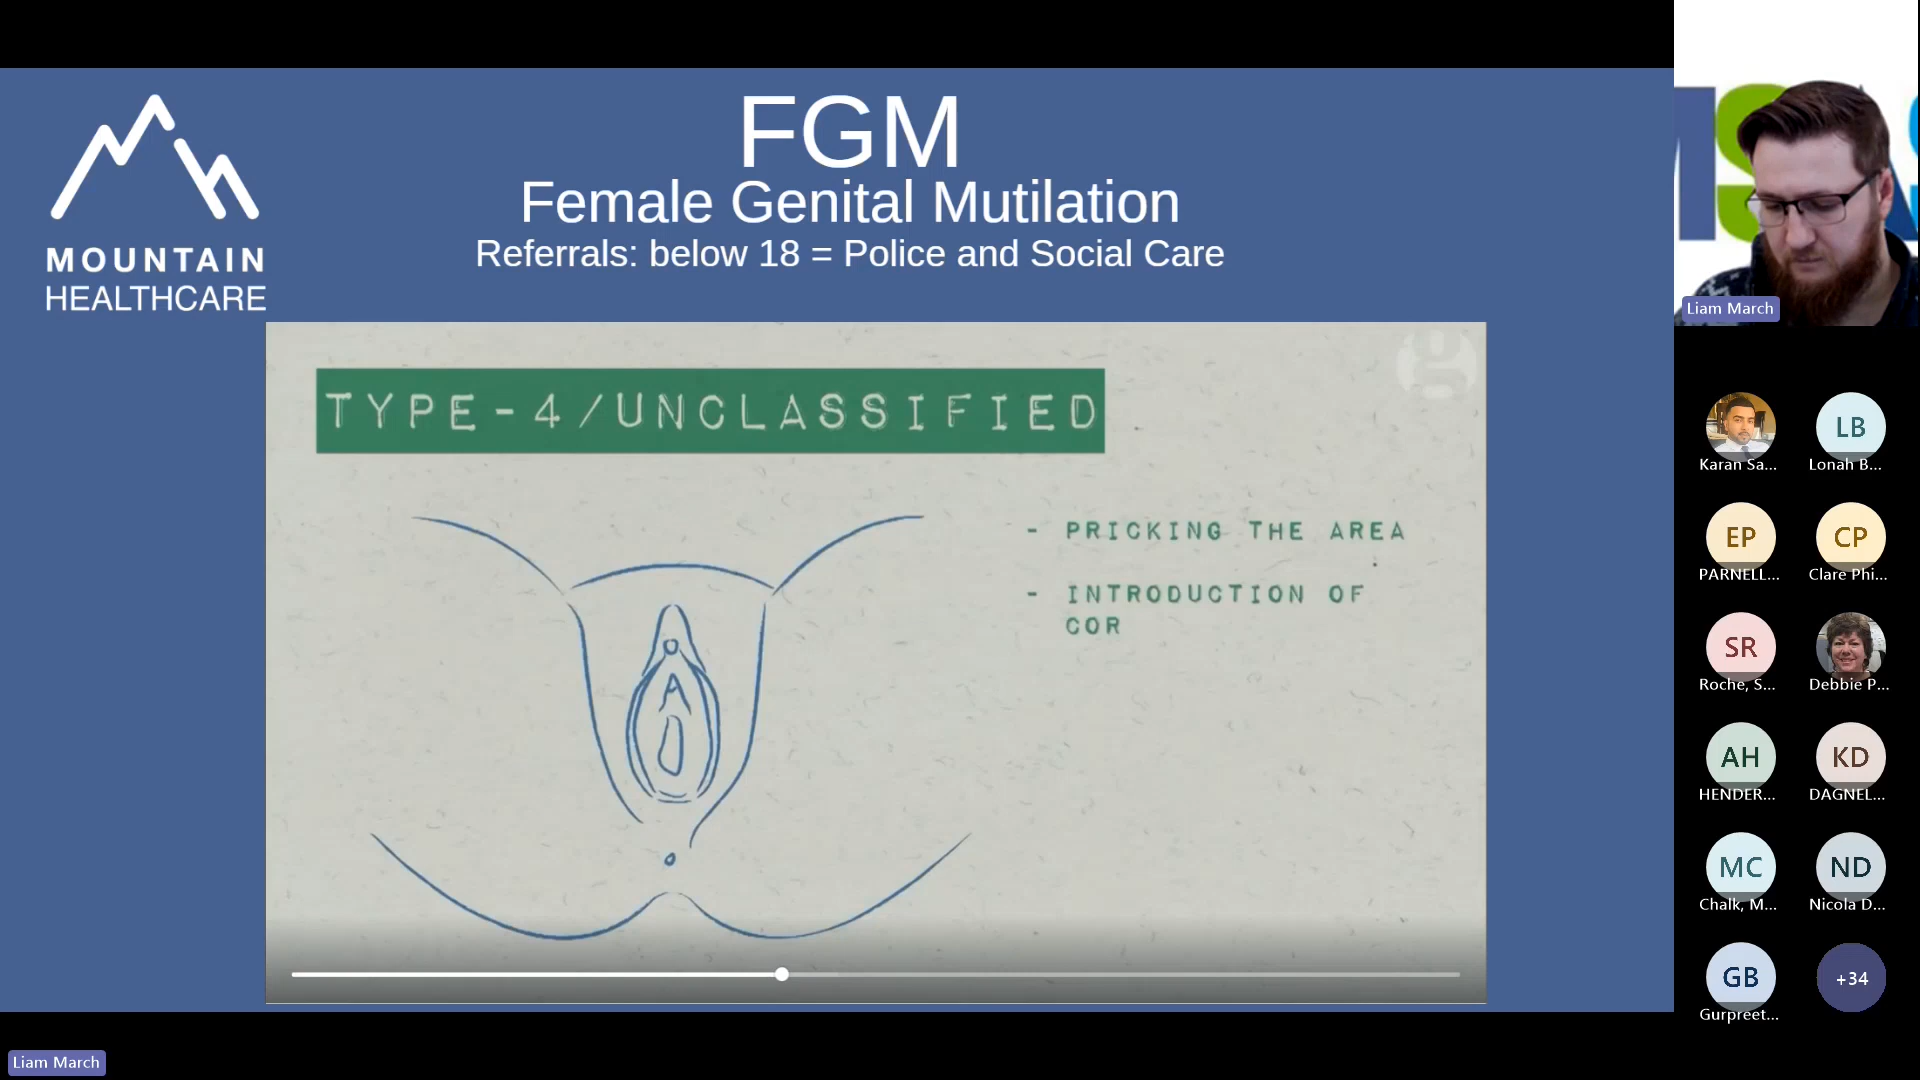 MOUNTAIN
HEALTHCARE
FGM
Female Genital Mutilation
Referrals: below 18 = Police and Social Care
TYPE-4/UNCLASSIFIED
- PRICKING THE AREA
- INTRODUCTION OF
COR
Liam March
Karan Sa...
LB
Lonah B...
EP
PARNELL...
CP
Clare Phi...
SR
Roche, S...
Debbie P...
AH
HENDER...
KD
DAGNEL...
MC
Chalk, M...
ND
Nicola D...
GB
Gurpreet...
+34
Liam March